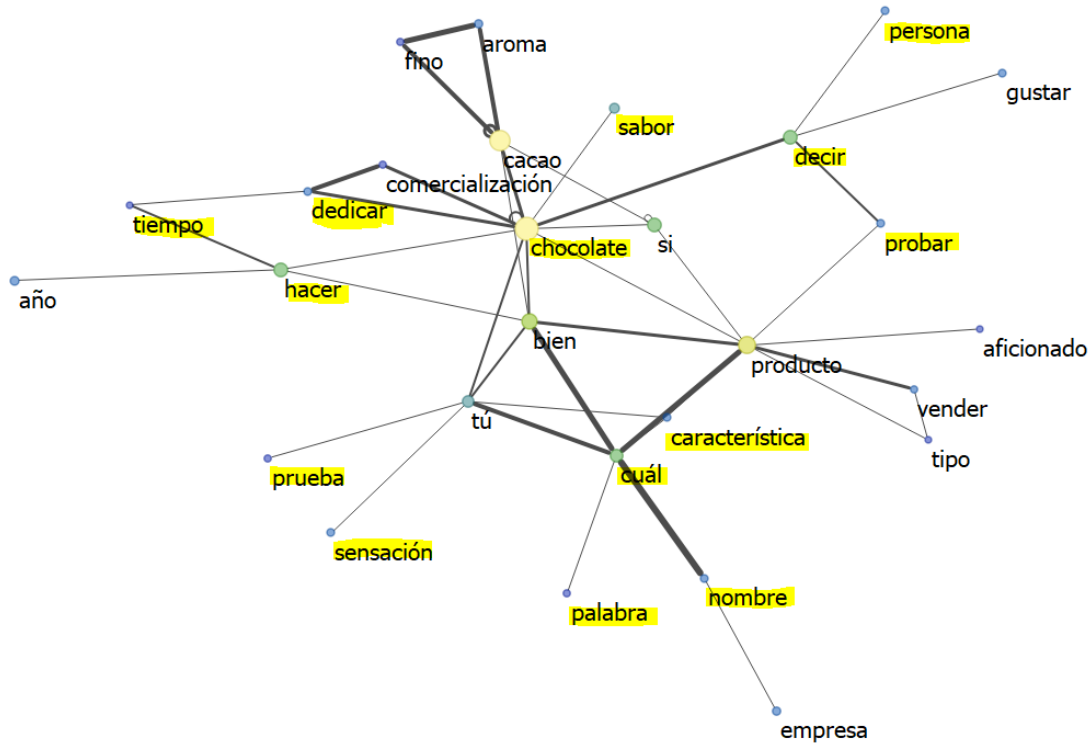 persona
aroma
fino
gustar
sabor
decir
cacao
comercialización
dedicar
tiempo
chocolate
si
probar
hacer
año
bien
aficionado
producto
vender
tú
característica
tipo
cuál
prueba
sensación
nombre
palabra
empresa